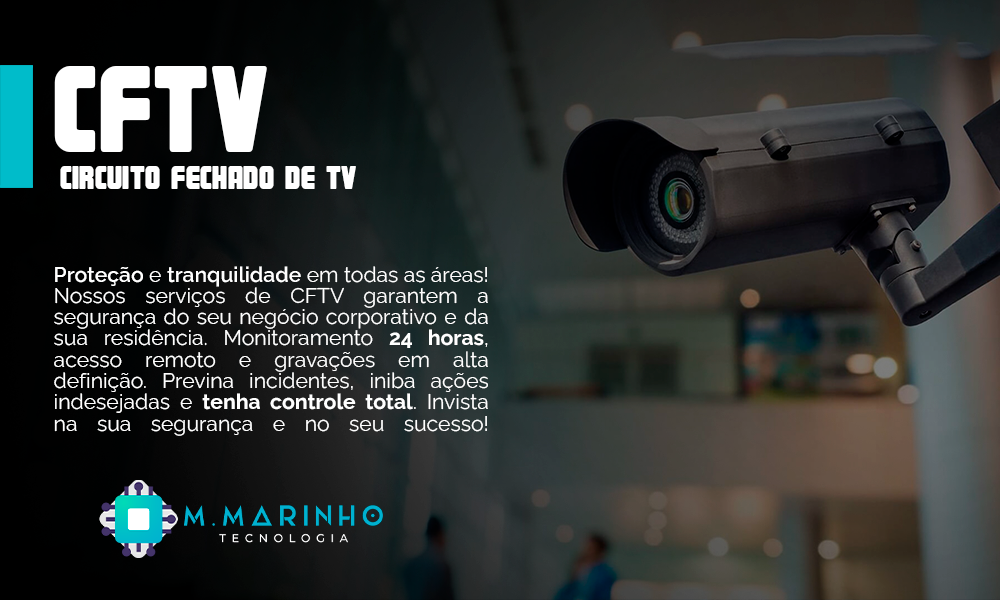 CFTV
CIRCUITO FECHADO DE TV
Proteção e tranquilidade em todas as áreas!
Nossos serviços de CFTV garantem a
segurança do seu negócio corporativo e da
sua residência. Monitoramento 24 horas,
acesso remoto e gravações em alta
definição. Previna incidentes, iniba ações
indesejadas e tenha controle total. Invista
na sua segurança e no seu sucesso!
M.MARINHO
TECNOLOGIA